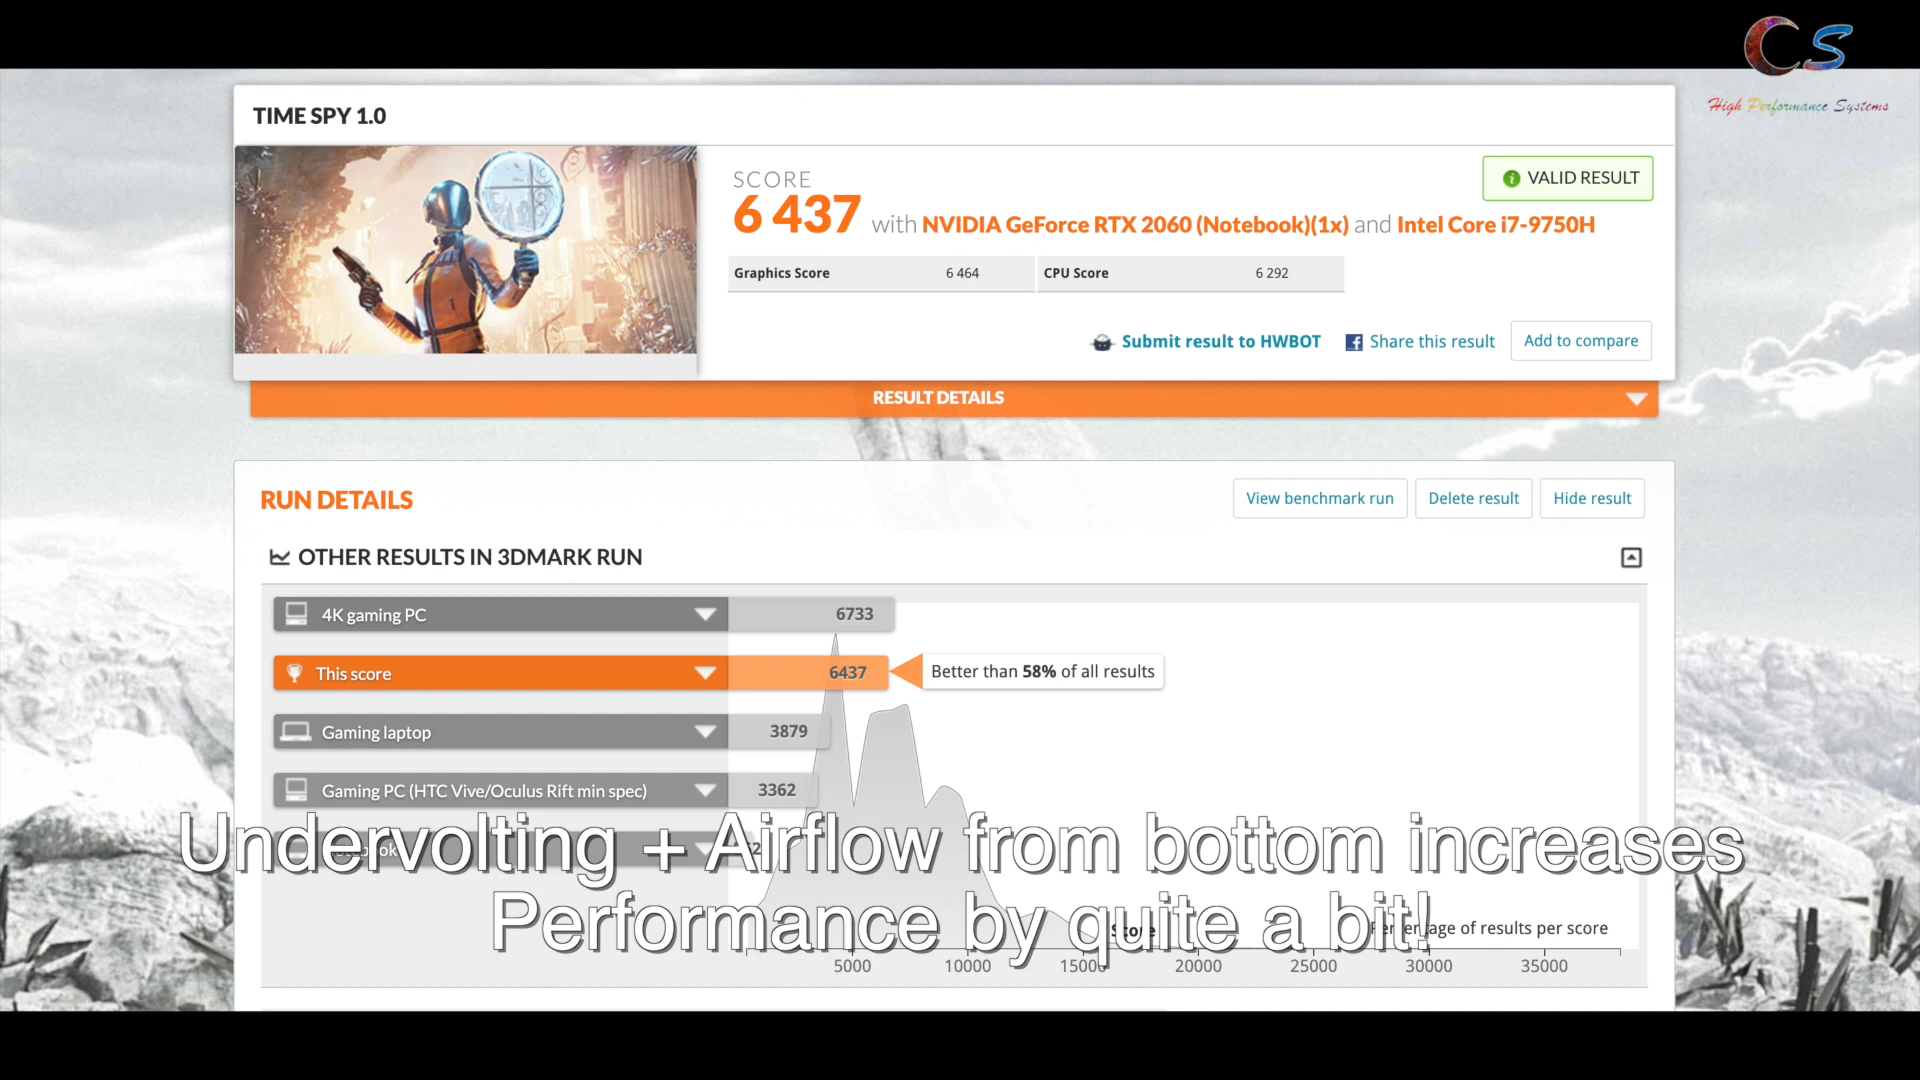 CS
High Performance Systems
TIME SPY 1.0
SCORE
6 437 with NVIDIA GeForce RTX 2060 (Notebook)(1x) and Intel Core i7-9750H
VALID RESULT
Graphics Score 6 464 CPU Score 6 292
Submit result to HWBOT Share this result Add to compare
RESULT DETAILS
RUN DETAILS
View benchmark run Delete result Hide result
OTHER RESULTS IN 3DMARK RUN
4K gaming PC 6733
This score 6437 Better than 58% of all results
Gaming laptop 3879
Gaming PC (HTC Vive/Oculus Rift min spec) 3362
Undervolting + Airflow from bottom increases
Performance by quite a bit!
Score
of results per score
5000 10000 15000 20000 25000 30000 35000